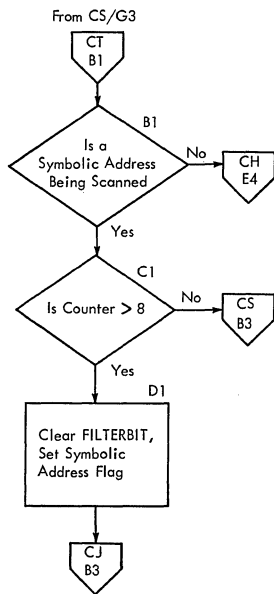 From CS/G3
CT
B1
B1
Is a
Symbolic Address
Being Scanned
No
CH
E4
Yes
C1
Is Counter > 8
No
CS
B3
Yes
D1
Clear FILTERBIT,
Set Symbolic
Address Flag
CJ
B3